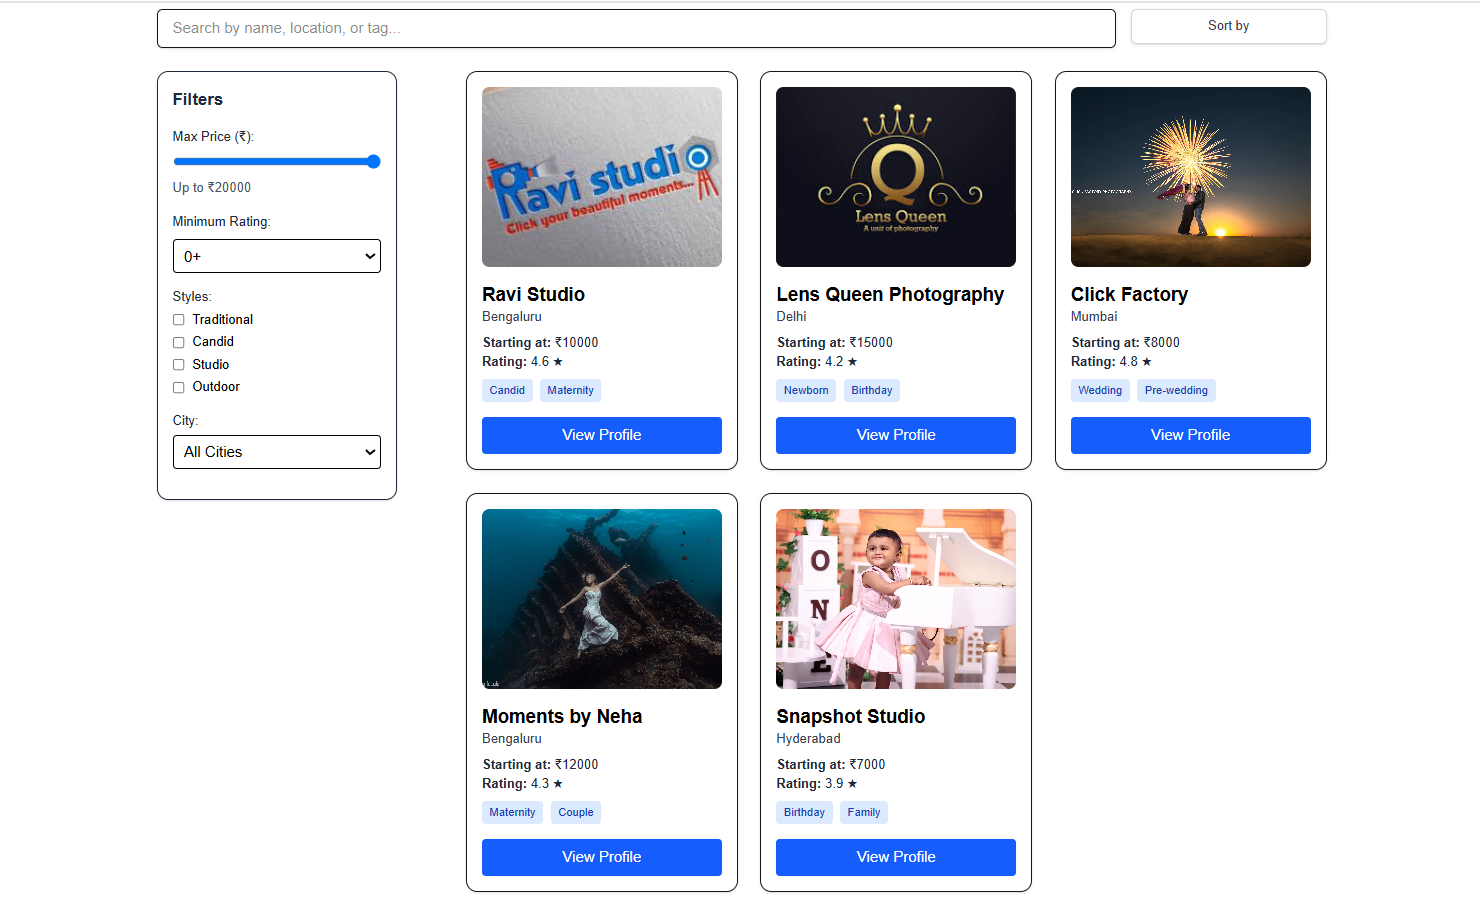 Search by name, location, or tag...
Sort by
Filters
Max Price (₹):
Up to ₹20000
Minimum Rating:
0+
Styles:
Traditional
Candid
Studio
Outdoor
City:
All Cities
Ravi studio
Click your beautiful moments...
Ravi Studio
Bengaluru
Starting at: ₹10000
Rating: 4.6 ★
Candid Maternity
View Profile
Q
Lens Queen
A unit of photography
Lens Queen Photography
Delhi
Starting at: ₹15000
Rating: 4.2 ★
Newborn Birthday
View Profile
Click Factory
Mumbai
Starting at: ₹8000
Rating: 4.8 ★
Wedding Pre-wedding
View Profile
Moments by Neha
Bengaluru
Starting at: ₹12000
Rating: 4.3 ★
Maternity Couple
View Profile
O
N
E
Snapshot Studio
Hyderabad
Starting at: ₹7000
Rating: 3.9 ★
Birthday Family
View Profile